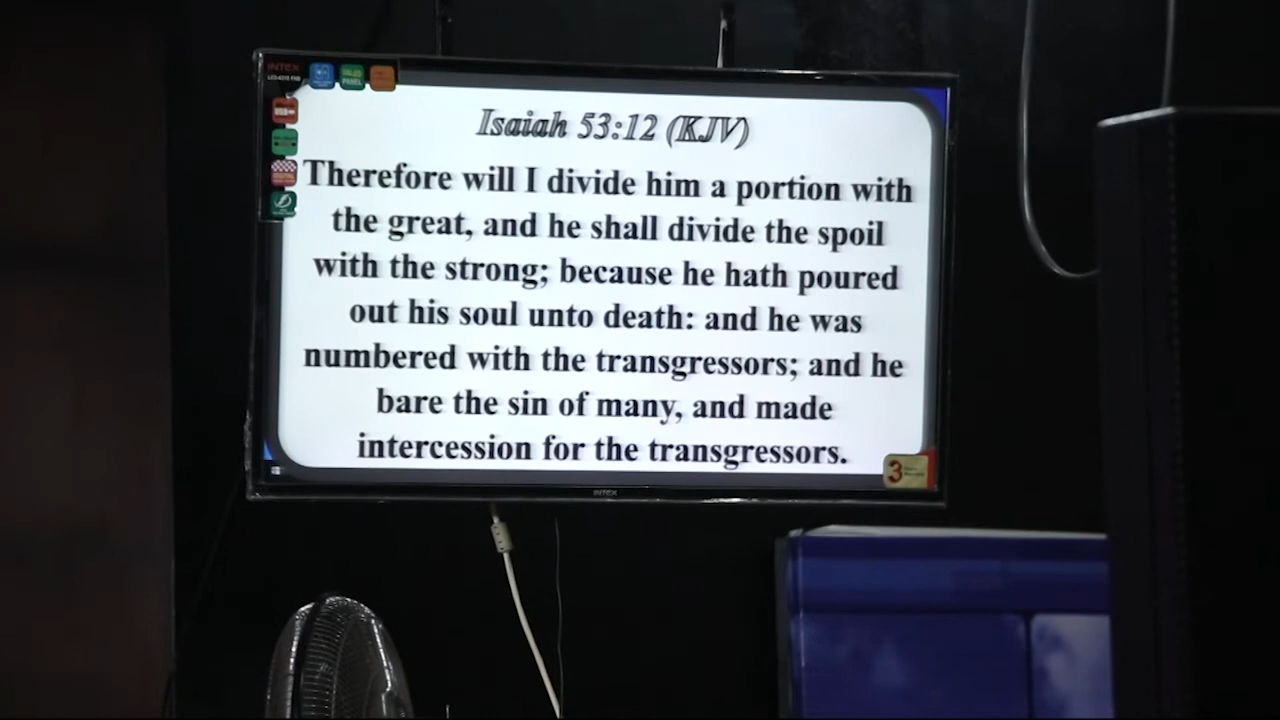 INTEX
Isaiah 53:12 (KJV)
Therefore will I divide him a portion with
the great, and he shall divide the spoil
with the strong; because he hath poured
out his soul unto death: and he was
numbered with the transgressors; and he
bare the sin of many, and made
intercession for the transgressors.
3
INTEX